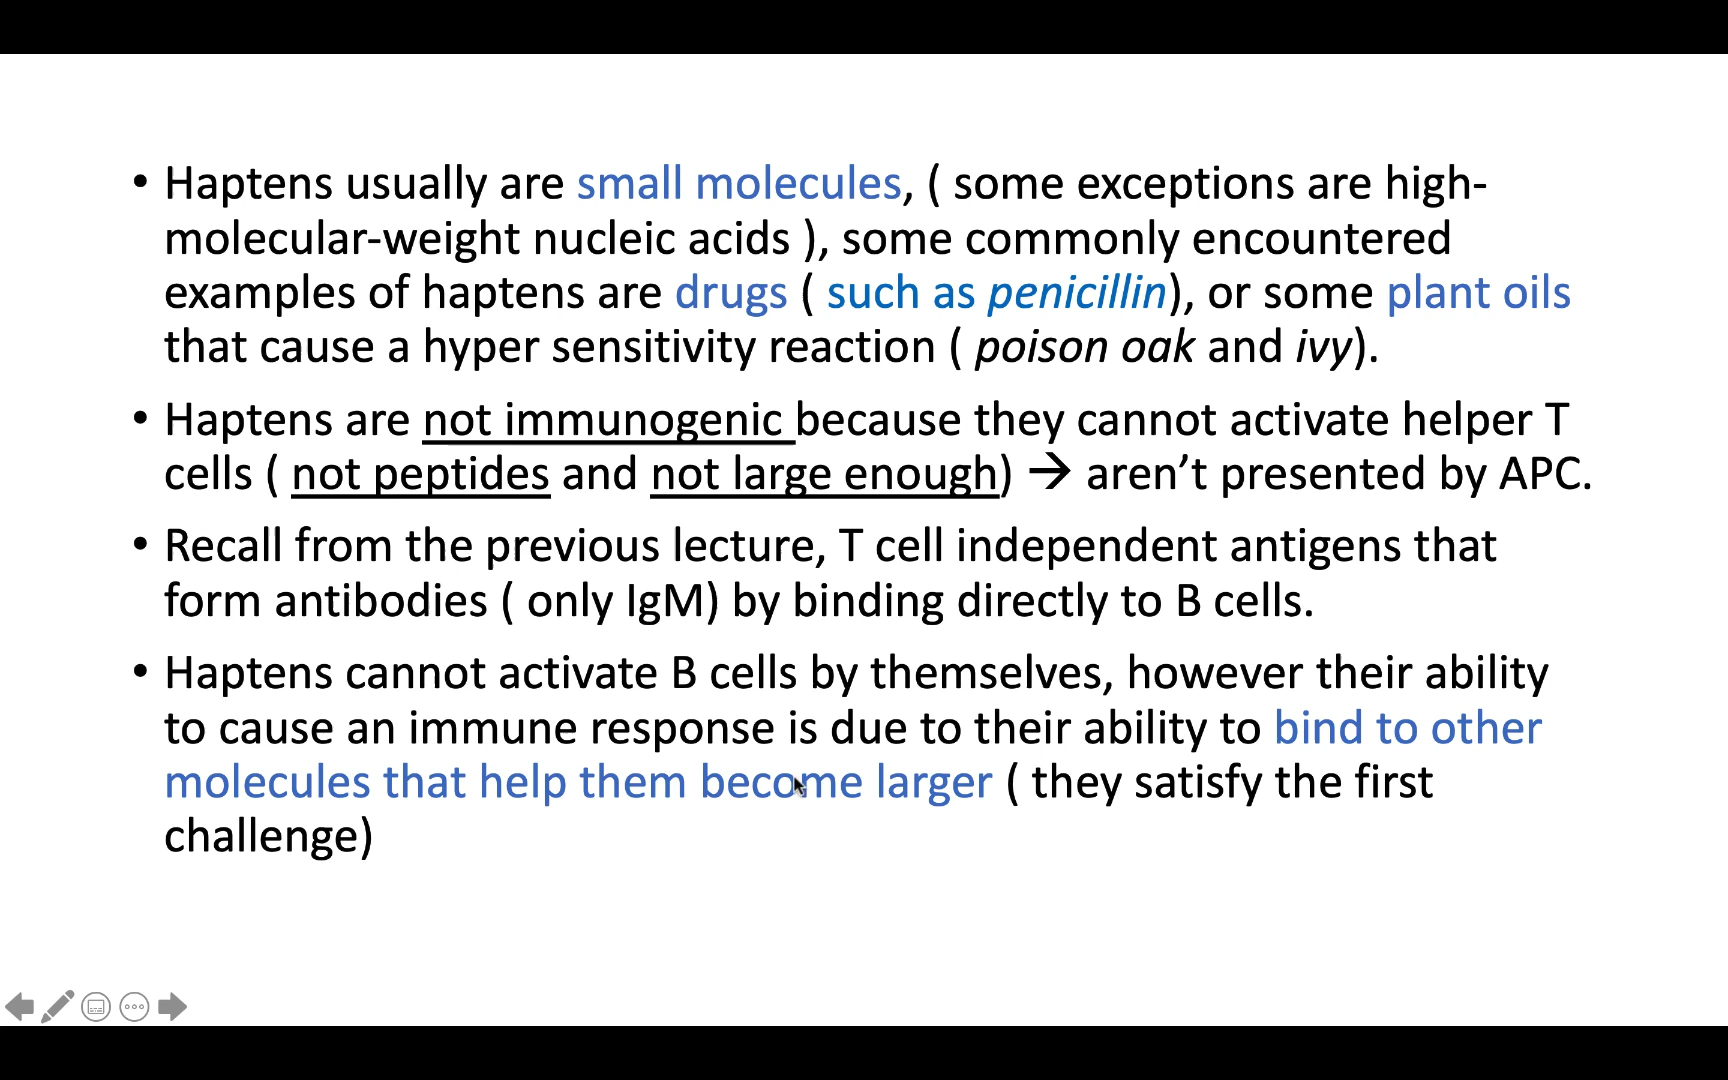 • Haptens usually are small molecules, ( some exceptions are high-
molecular-weight nucleic acids ), some commonly encountered
examples of haptens are drugs ( such as penicillin), or some plant oils
that cause a hyper sensitivity reaction ( poison oak and ivy).
• Haptens are not immunogenic because they cannot activate helper T
cells ( not peptides and not large enough) → aren’t presented by APC.
• Recall from the previous lecture, T cell independent antigens that
form antibodies ( only IgM) by binding directly to B cells.
• Haptens cannot activate B cells by themselves, however their ability
to cause an immune response is due to their ability to bind to other
molecules that help them become larger ( they satisfy the first
challenge)